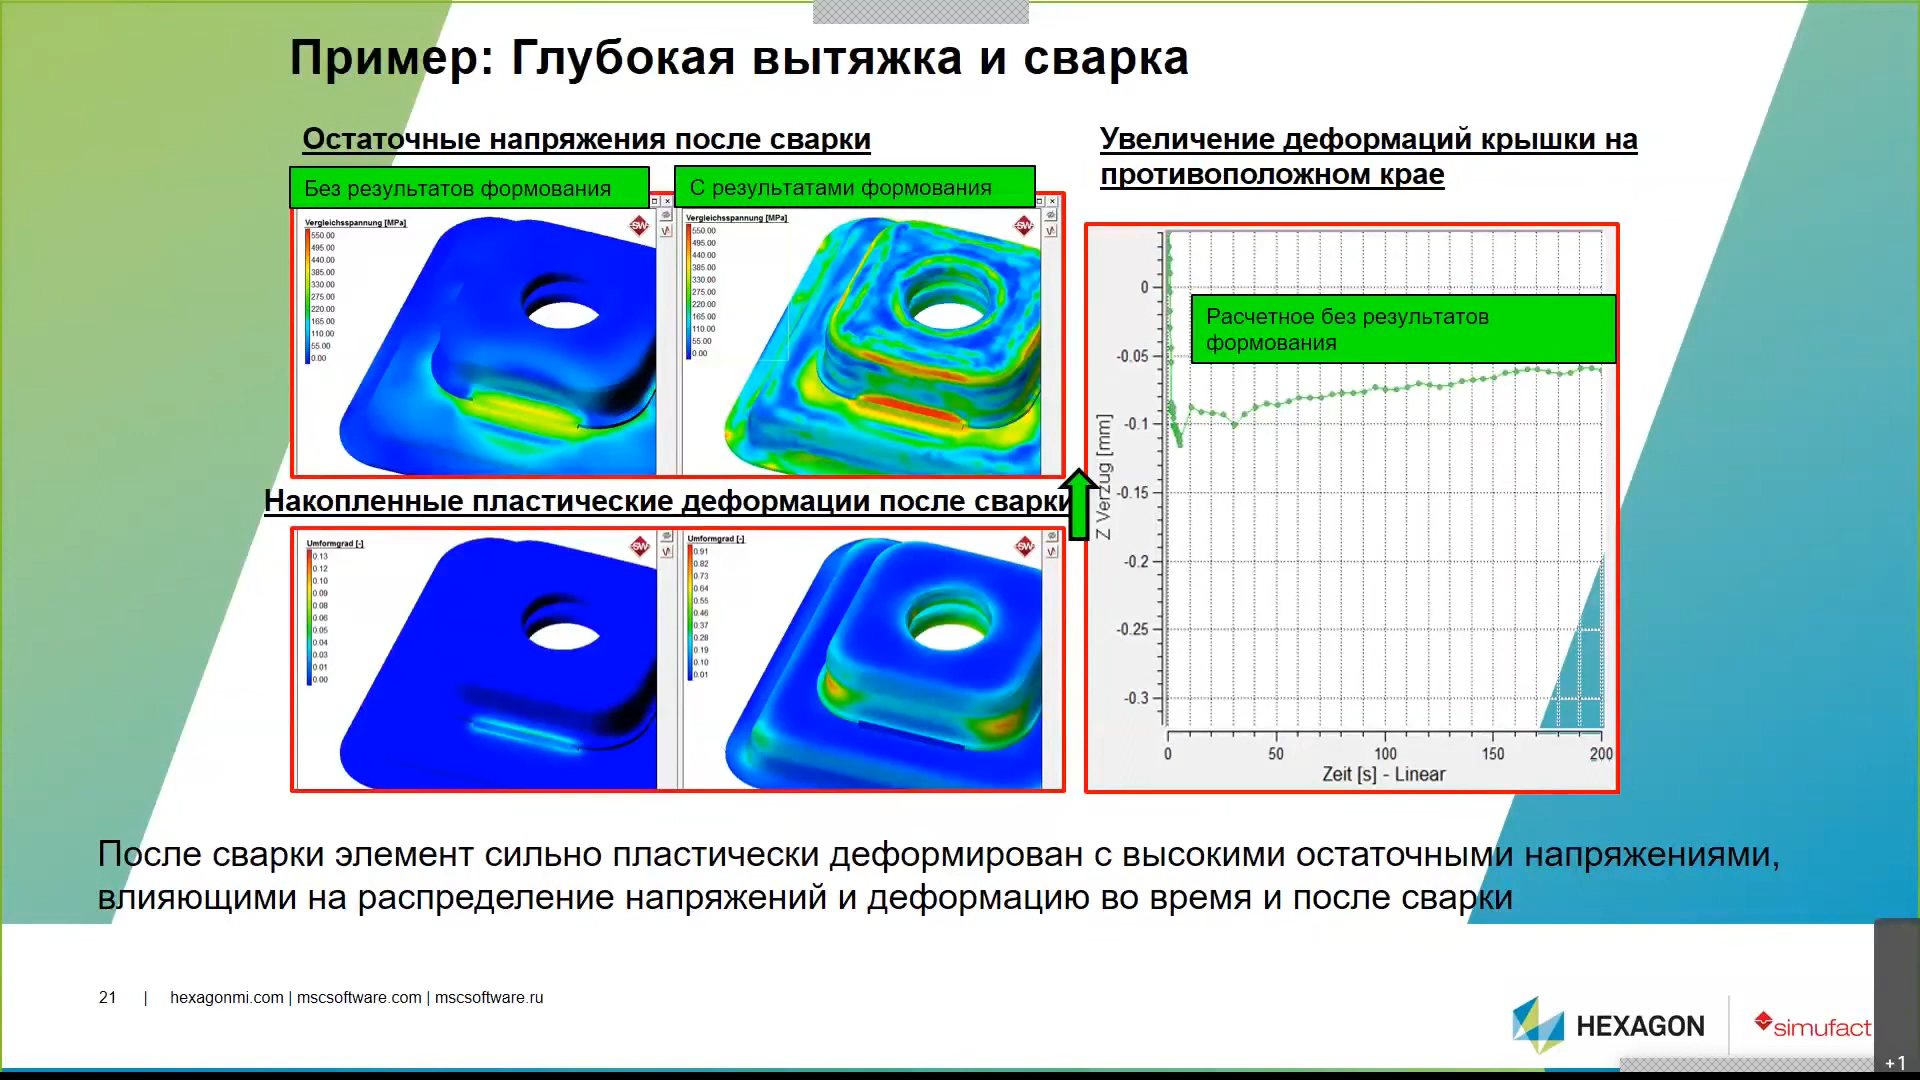 Пример: Глубокая вытяжка и сварка
Остаточные напряжения после сварки
Без результатов формования
С результатами формования
Vergleichsspannung [MPa]
550.00
495.00
440.00
385.00
330.00
275.00
220.00
165.00
110.00
55.00
0.00
SW
Vergleichsspannung [MPa]
550.00
495.00
440.00
385.00
330.00
275.00
220.00
165.00
110.00
55.00
0.00
SW
Накопленные пластические деформации после сварки
Umformgrad [-]
0.13
0.12
0.10
0.09
0.08
0.06
0.05
0.04
0.03
0.01
0.00
SW
Umformgrad [-]
0.91
0.82
0.73
0.64
0.55
0.46
0.37
0.28
0.19
0.10
0.01
SW
Увеличение деформаций крышки на
противоположном крае
Расчетное без результатов
формования
Z Verzug [mm]
0
-0.05
-0.1
-0.15
-0.2
-0.25
-0.3
0 50 100 150 200
Zeit [s] - Linear
После сварки элемент сильно пластически деформирован с высокими остаточными напряжениями,
влияющими на распределение напряжений и деформацию во время и после сварки
21 | hexagonmi.com | mscsoftware.com | mscsoftware.ru
HEXAGON
simufact
+1